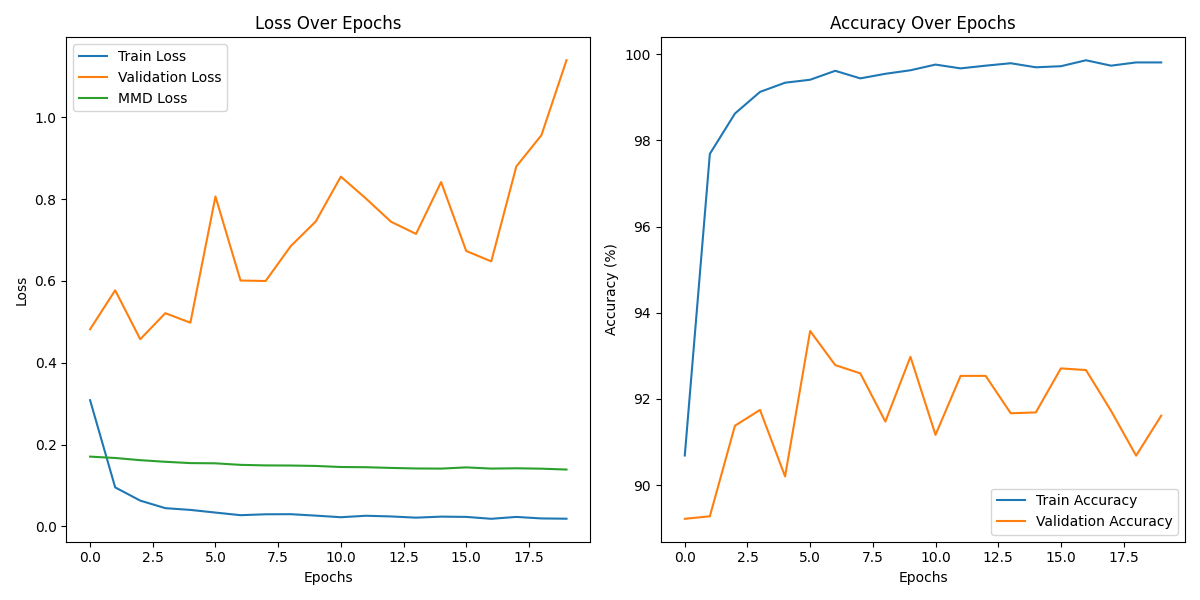 Loss Over Epochs
Train Loss
Validation Loss
MMD Loss
Loss
1.0
0.8
0.6
0.4
0.2
0.0
0.0 2.5 5.0 7.5 10.0 12.5 15.0 17.5
Epochs
Accuracy Over Epochs
Accuracy (%)
100
98
96
94
92
90
Train Accuracy
Validation Accuracy
0.0 2.5 5.0 7.5 10.0 12.5 15.0 17.5
Epochs